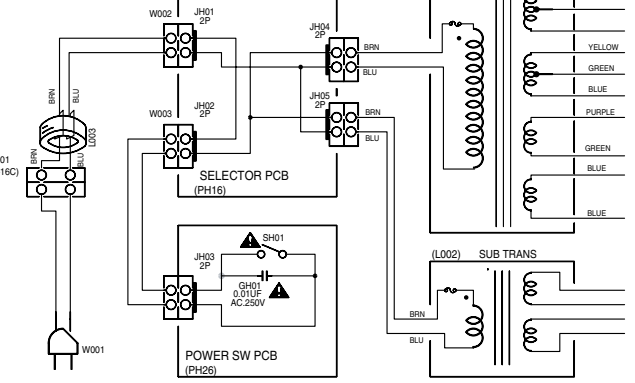 W002
JH01
2P
JH04
2P
BRN
BLU
YELLOW
GREEN
BLUE
BRN
BLU
L003
W003
JH02
2P
JH05
2P
BRN
BLU
PURPLE
GREEN
01
16C)
BRN
BLU
SELECTOR PCB
(PH16)
BLUE
BLUE
SH01
JH03
2P
GH01
0.01UF
AC.250V
(L002) SUB TRANS
BRN
BLU
W001
POWER SW PCB
(PH26)